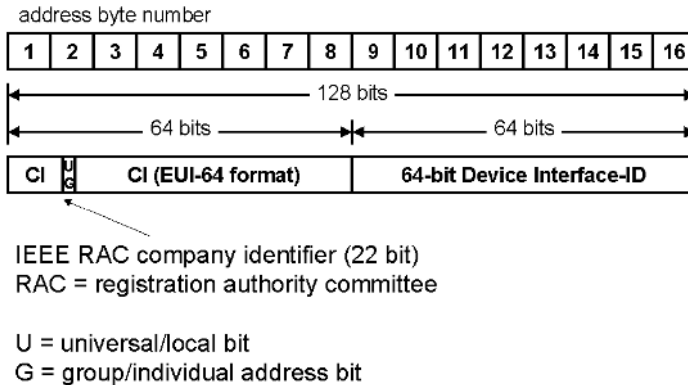 address byte number
1 2 3 4 5 6 7 8 9 10 11 12 13 14 15 16
128 bits
64 bits 64 bits
CI U G CI (EUI-64 format) 64-bit Device Interface-ID
IEEE RAC company identifier (22 bit)
RAC = registration authority committee
U = universal/local bit
G = group/individual address bit